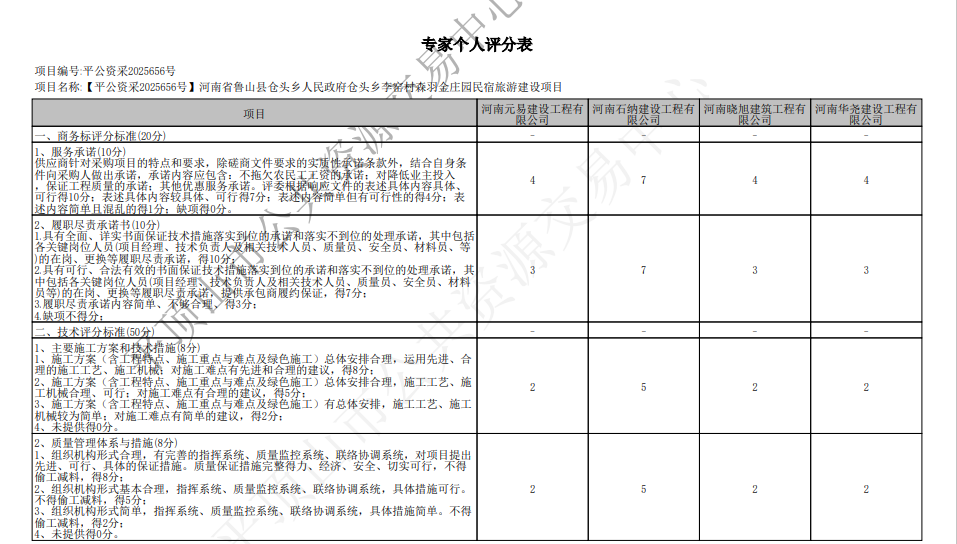 专家个人评分表
项目编号:平公资采2025656号
项目名称:【平公资采2025656号】河南省鲁山县仓头乡人民政府仓头乡李窑村森羽金庄园民宿旅游建设项目
项目 河南元易建设工程有限公司 河南石纳建设工程有限公司 河南晓旭建筑工程有限公司 河南华尧建设工程有限公司
一、商务标评分标准(20分) - - - -
1、服务承诺(10分)
供应商针对采购项目的特点和要求，除磋商文件要求的实质性承诺条款外，结合自身条
件向采购人做出承诺，承诺内容应包含：不拖欠农民工工资的承诺；对降低业主投入
，保证工程质量的承诺；其他优惠服务承诺。评委根据响应文件的表述具体内容具体、
可行得10分；表述具体内容较具体、可行得7分；表述内容简单但有可行性的得4分；表
述内容简单且混乱的得1分；缺项得0分。
4 7 4 4
2、履职尽责承诺书(10分)
1.具有全面、详实书面保证技术措施落实到位的承诺和落实不到位的处理承诺，其中包括
各关键岗位人员(项目经理、技术负责人及相关技术人员、质量员、安全员、材料员、等
)的在岗、更换等履职尽责承诺，得10分；
2.具有可行、合法有效的书面保证技术措施落实到位的承诺和落实不到位的处理承诺，其
中包括各关键岗位人员(项目经理、技术负责人及相关技术人员、质量员、安全员、材料
员等)的在岗、更换等履职尽责承诺，提供承包商履约保证，得7分；
3.履职尽责承诺内容简单、不够合理、得3分；
4.缺项不得分；
3 7 3 3
二、技术评分标准(50分) - - - -
1、主要施工方案和技术措施(8分)
1、施工方案（含工程特点、施工重点与难点及绿色施工）总体安排合理，运用先进、合
理的施工工艺、施工机械；对施工难点有先进和合理的建议，得8分；
2、施工方案（含工程特点、施工重点与难点及绿色施工）总体安排合理，施工工艺、施
工机械合理、可行；对施工难点有合理的建议，得5分；
3、施工方案（含工程特点、施工重点与难点及绿色施工）有总体安排，施工工艺、施工
机械较为简单；对施工难点有简单的建议，得2分；
4、未提供得0分。
2 5 2 2
2、质量管理体系与措施(8分)
1、组织机构形式合理，有完善的指挥系统、质量监控系统、联络协调系统，对项目提出
先进、可行、具体的保证措施。质量保证措施完整得力、经济、安全、切实可行，不得
偷工减料，得8分；
2、组织机构形式基本合理，指挥系统、质量监控系统、联络协调系统，具体措施可行。
不得偷工减料，得5分；
3、组织机构形式简单，指挥系统、质量监控系统、联络协调系统，具体措施简单。不得
偷工减料，得2分；
4、未提供得0分。
2 5 2 2
平顶山市公共资源交易中心
平顶山市公共资源交易中心